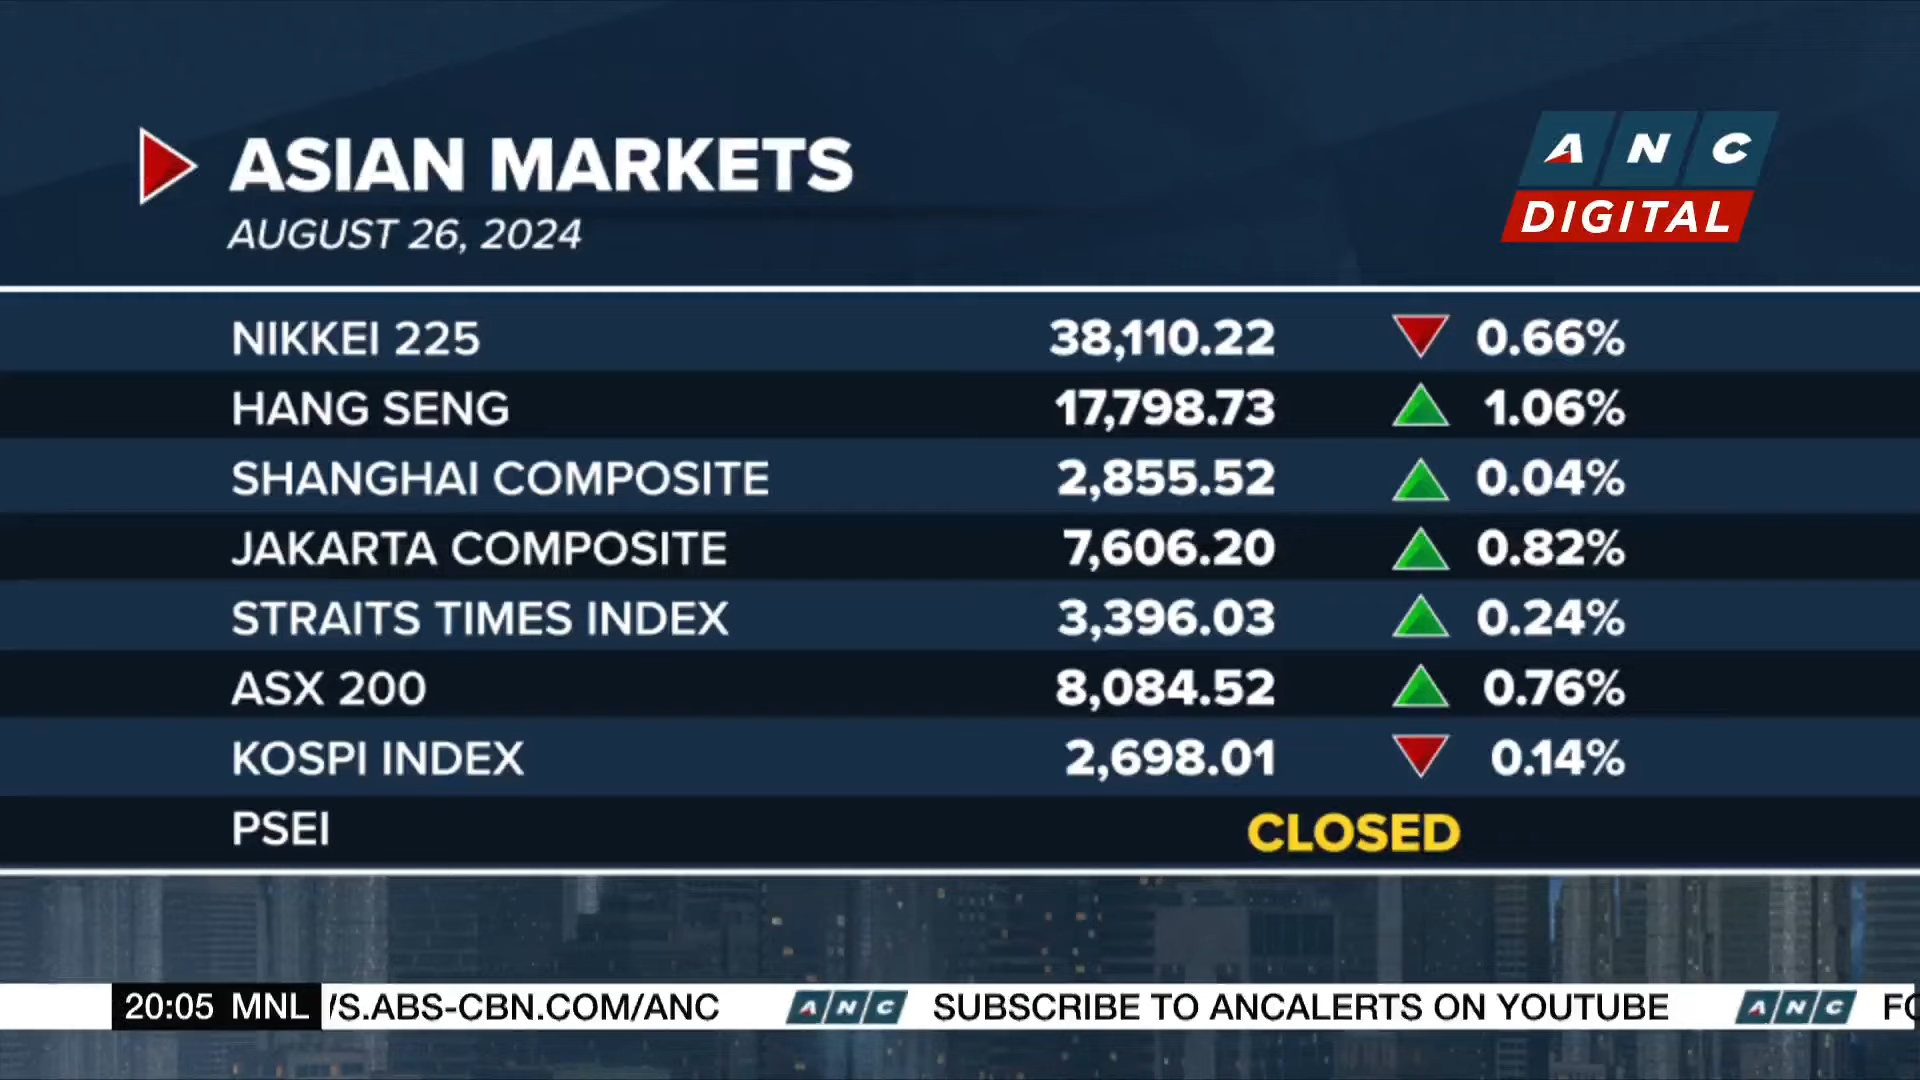 ASIAN MARKETS
AUGUST 26, 2024
ANC
DIGITAL
NIKKEI 225 38,110.22 0.66%
HANG SENG 17,798.73 1.06%
SHANGHAI COMPOSITE 2,855.52 0.04%
JAKARTA COMPOSITE 7,606.20 0.82%
STRAITS TIMES INDEX 3,396.03 0.24%
ASX 200 8,084.52 0.76%
KOSPI INDEX 2,698.01 0.14%
PSEI CLOSED
20:05 MNL /S.ABS-CBN.COM/ANC ANC SUBSCRIBE TO ANCALERTS ON YOUTUBE ANC